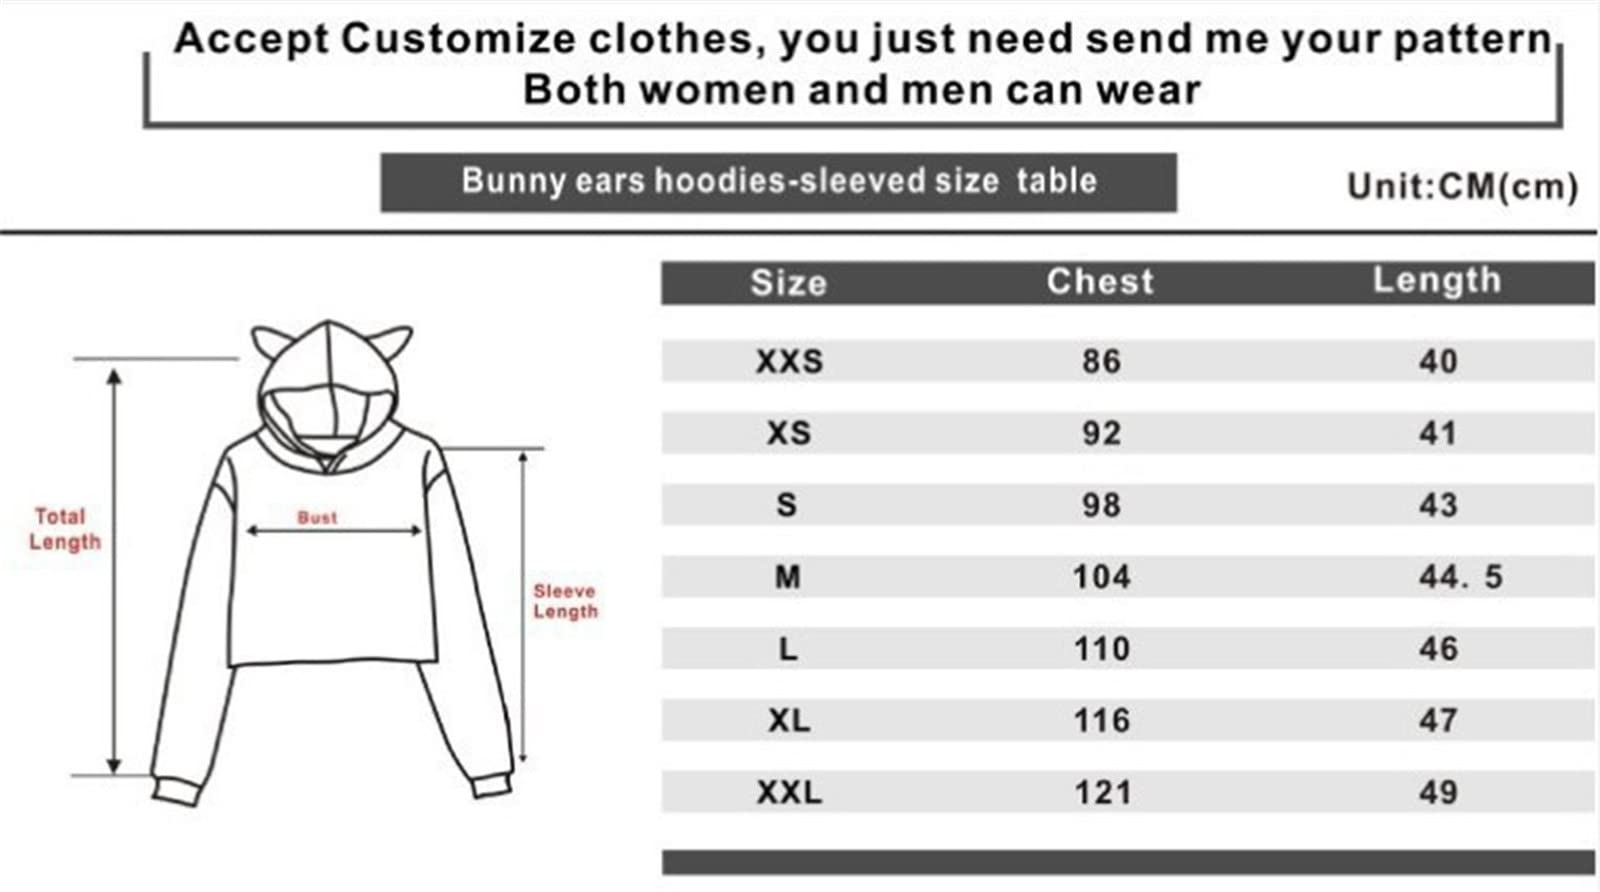 Accept Customize clothes, you just need send me your pattern,
Both women and men can wear
Bunny ears hoodies-sleeved size table
Unit:CM(cm)
Size Chest Length
XXS 86 40
XS 92 41
S 98 43
M 104 44. 5
L 110 46
XL 116 47
XXL 121 49
Total
Length
Bust
Sleeve
Length